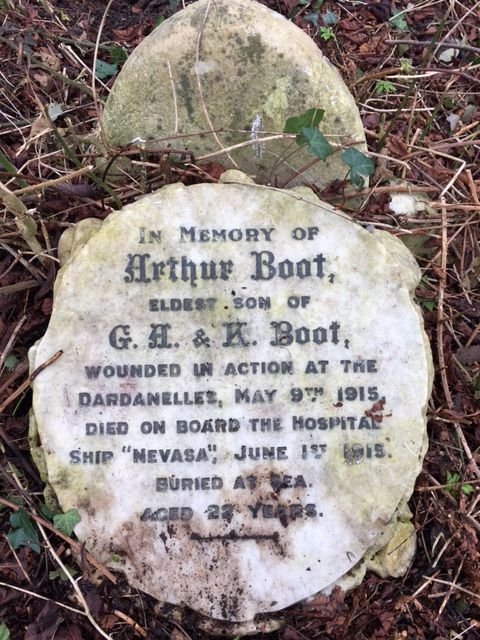 In Memory of
Arthur Boot,
eldest son of
G. H. & K. Boot,
wounded in action at the
Dardanelles, May 9th 1915,
died on board the Hospital
Ship "Nevasa", June 1st 1915.
Buried at Sea.
Aged 22 years.